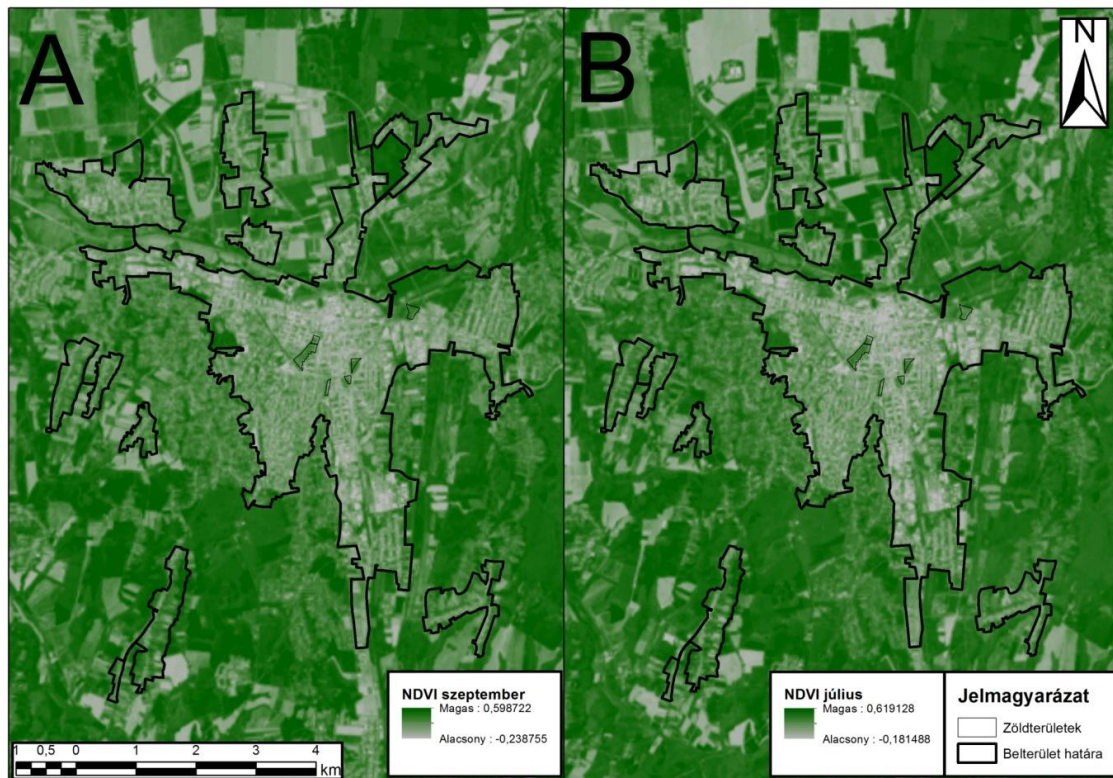 A
B
N
NDVI szeptember
Magas : 0,598722
Alacsony : -0,238755
NDVI július
Magas : 0,619128
Alacsony : -0,181488
Jelmagyarázat
Zöldterületek
Belterület határa
1 0,5 0 1 2 3 4
km